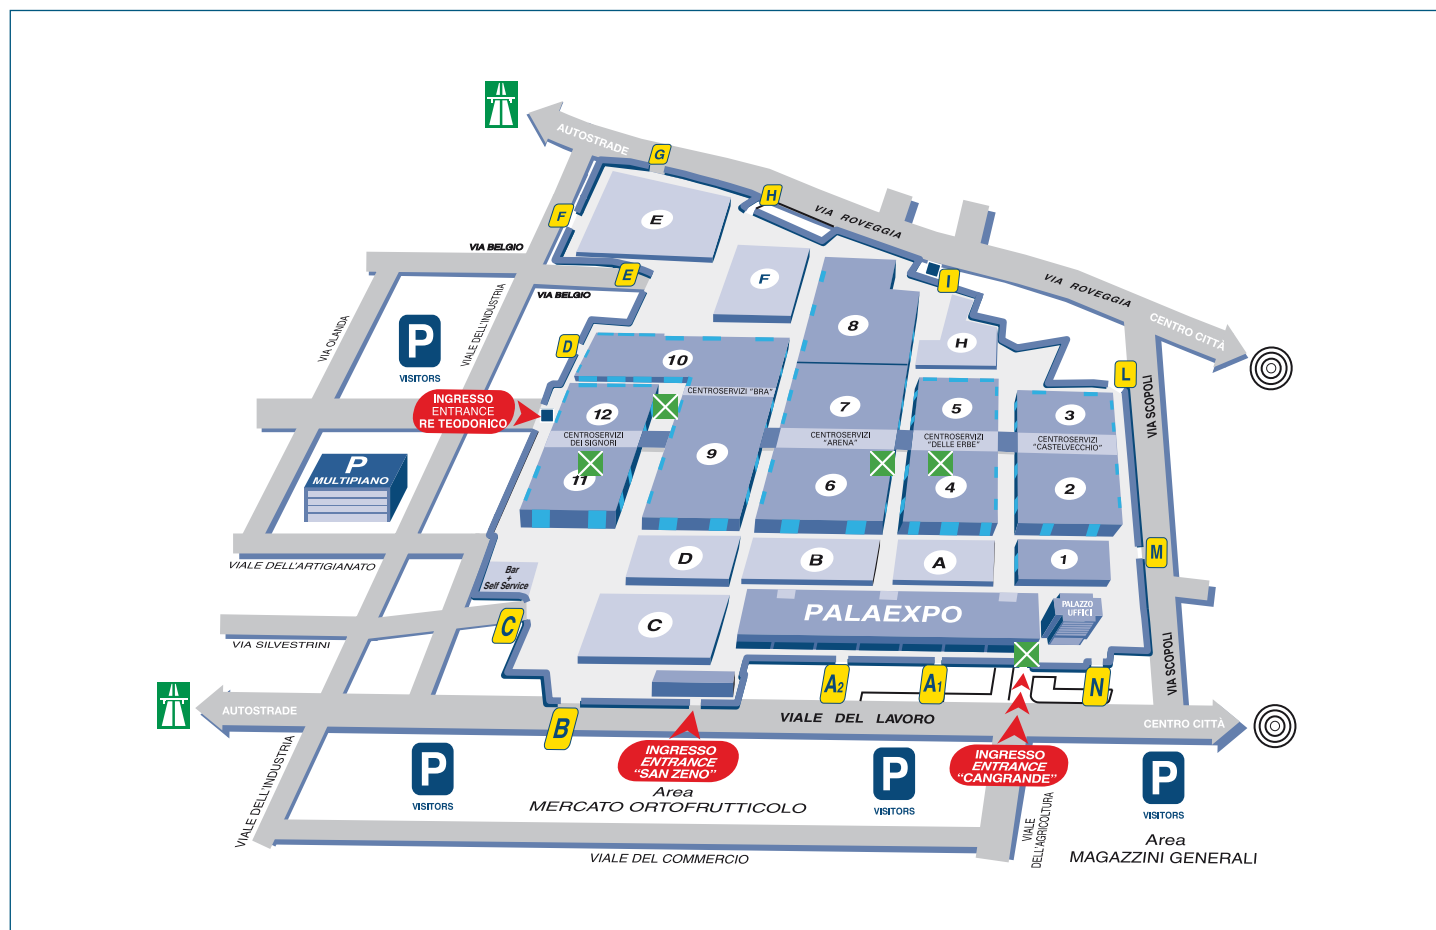 AUTOSTRADE
G
H
VIA ROVEGGIA
F
E
VIA BELGIO
E
F
I
VIA ROVEGGIA
VIA BELGIO
VIALE DELL'INDUSTRIA
VIA OLANDA
P
VISITORS
D
8
H
CENTRO CITTÀ
10
L
CENTROSERVIZI "BRA"
INGRESSO
ENTRANCE
RE TEODORICO
12
7
5
3
VIA SCOPOLI
CENTROSERVIZI
DEI SIGNORI
CENTROSERVIZI
"ARENA"
CENTROSERVIZI
"DELLE ERBE"
CENTROSERVIZI
"CASTELVECCHIO"
9
P
MULTIPIANO
11
6
4
2
M
VIALE DELL'ARTIGIANATO
D
B
A
1
Bar
+
Self Service
C
C
PALAEXPO
PALAZZO
UFFICI
VIA SILVESTRINI
VIA SCOPOLI
A2
A1
N
AUTOSTRADE
B
VIALE DEL LAVORO
CENTRO CITTÀ
VIALE DELL'INDUSTRIA
P
VISITORS
INGRESSO
ENTRANCE
"SAN ZENO"
P
VISITORS
INGRESSO
ENTRANCE
"CANGRANDE"
P
VISITORS
Area
MERCATO ORTOFRUTTICOLO
VIALE
DELL'AGRICOLTURA
Area
MAGAZZINI GENERALI
VIALE DEL COMMERCIO